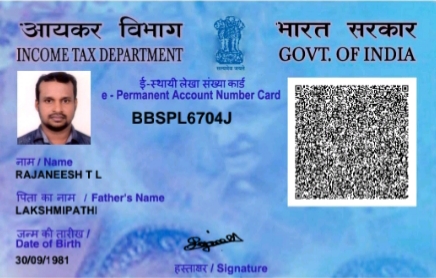 आयकर विभाग
INCOME TAX DEPARTMENT
भारत सरकार
GOVT. OF INDIA
ई-स्थायी लेखा संख्या कार्ड
e - Permanent Account Number Card
BBSPL6704J
नाम / Name
RAJANEESH T L
पिता का नाम / Father's Name
LAKSHMIPATHI
जन्म की तारीख /
Date of Birth
30/09/1981
हस्ताक्षर / Signature